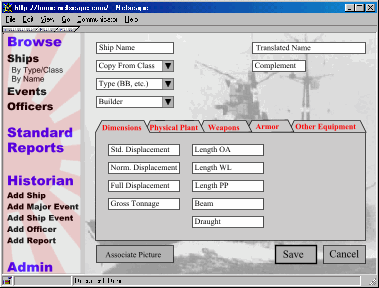 http://home.netscape.com/ - Netscape
File Edit View Go Communicator Help
Browse
Ships
By Type/Class
By Name
Events
Officers
Standard
Reports
Historian
Add Ship
Add Major Event
Add Ship Event
Add Officer
Add Report
Admin
Ship Name
Translated Name
Copy From Class
Complement
Type (BB, etc.)
Builder
Dimensions Physical Plant Weapons Armor Other Equipment
Std. Displacement
Length OA
Norm. Displacement
Length WL
Full Displacement
Length PP
Gross Tonnage
Beam
Draught
Associate Picture
Save
Cancel